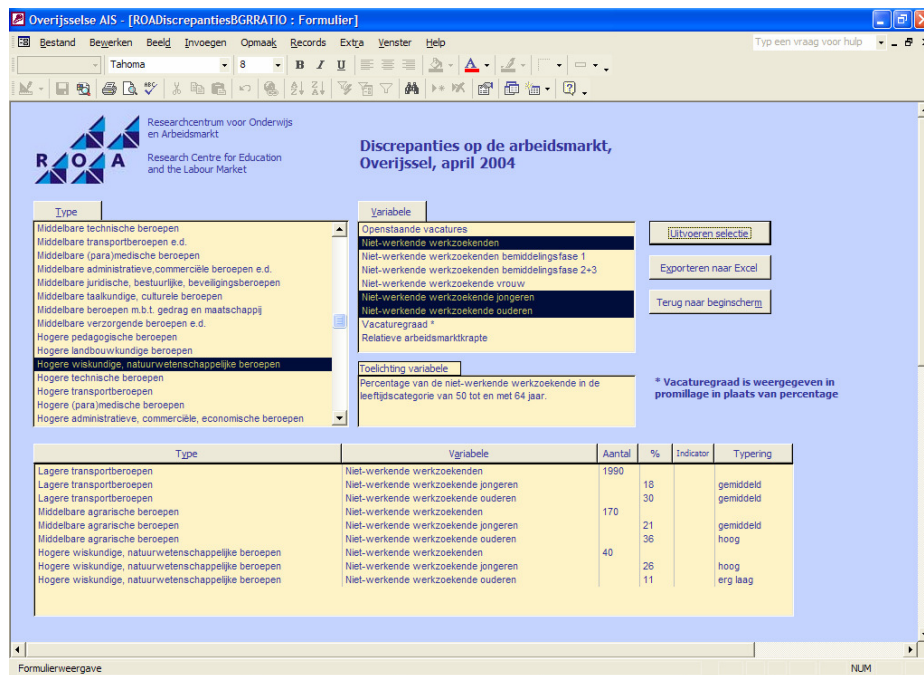 Overijsselse AIS - [ROADiscrepantiesBGRRATIO : Formulier]
Bestand Bewerken Beeld Invoegen Opmaak Records Extra Venster Help
Typ een vraag voor hulp
Tahoma 8 B I U
Researchcentrum voor Onderwijs
en Arbeidsmarkt
Research Centre for Education
and the Labour Market
ROA
Discrepanties op de arbeidsmarkt,
Overijssel, april 2004
Type
Middelbare technische beroepen
Middelbare transportberoepen e.d.
Middelbare (para)medische beroepen
Middelbare administratieve,commerciële beroepen e.d.
Middelbare juridische, bestuurlijke, beveiligingsberoepen
Middelbare taalkundige, culturele beroepen
Middelbare beroepen m.b.t. gedrag en maatschappij
Middelbare verzorgende beroepen e.d.
Hogere pedagogische beroepen
Hogere landbouwkundige beroepen
Hogere wiskundige, natuurwetenschappelijke beroepen
Hogere technische beroepen
Hogere transportberoepen
Hogere (para)medische beroepen
Hogere administratieve, commerciële, economische beroepen
Variabele
Openstaande vacatures
Niet-werkende werkzoekenden
Niet-werkende werkzoekenden bemiddelingsfase 1
Niet-werkende werkzoekenden bemiddelingsfase 2+3
Niet-werkende werkzoekende vrouw
Niet-werkende werkzoekende jongeren
Niet-werkende werkzoekende ouderen
Vacaturegraad *
Relatieve arbeidsmarktkrapte
Toelichting variabele
Percentage van de niet-werkende werkzoekende in de
leeftijdscategorie van 50 tot en met 64 jaar.
Uitvoeren selectie
Exporteren naar Excel
Terug naar beginscherm
* Vacaturegraad is weergegeven in
promillage in plaats van percentage
Type Variabele Aantal % Indicator Typering
Lagere transportberoepen Niet-werkende werkzoekenden 1990
Lagere transportberoepen Niet-werkende werkzoekende jongeren 18 gemiddeld
Lagere transportberoepen Niet-werkende werkzoekende ouderen 30 gemiddeld
Middelbare agrarische beroepen Niet-werkende werkzoekenden 170
Middelbare agrarische beroepen Niet-werkende werkzoekende jongeren 21 gemiddeld
Middelbare agrarische beroepen Niet-werkende werkzoekende ouderen 36 hoog
Hogere wiskundige, natuurwetenschappelijke beroepen Niet-werkende werkzoekenden 40
Hogere wiskundige, natuurwetenschappelijke beroepen Niet-werkende werkzoekende jongeren 26 hoog
Hogere wiskundige, natuurwetenschappelijke beroepen Niet-werkende werkzoekende ouderen 11 erg laag
Formulierweergave NUM